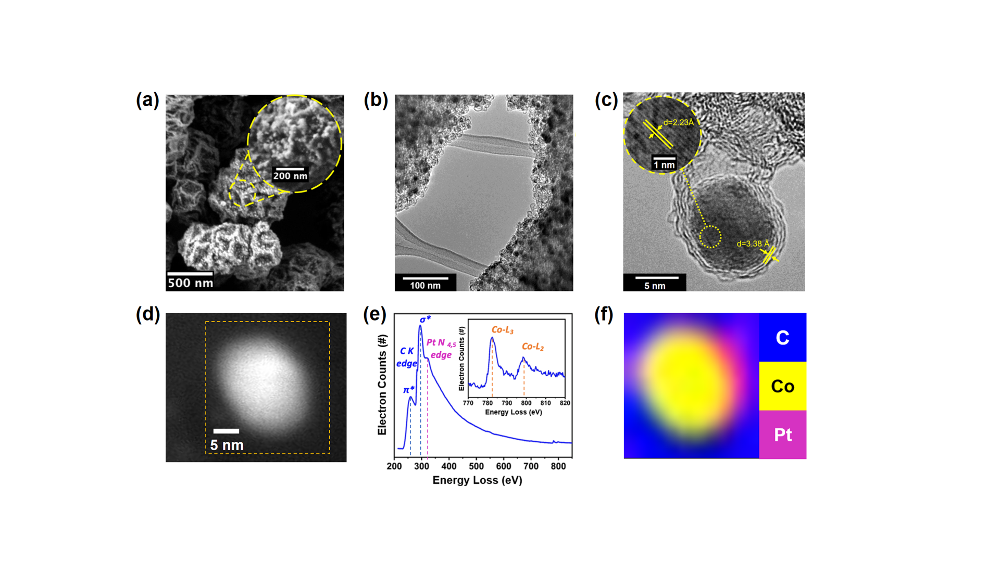 (a)
200 nm
500 nm
(b)
100 nm
(c)
d=2.23Å
1 nm
d=3.38 Å
5 nm
(d)
5 nm
(e)
Electron Counts (#)
σ*
C K
edge
π*
Pt N 4,5
edge
Electron Counts (#)
Co-L3
Co-L2
770 780 790 800 810 820
Energy Loss (eV)
200 300 400 500 600 700 800
Energy Loss (eV)
(f)
C
Co
Pt